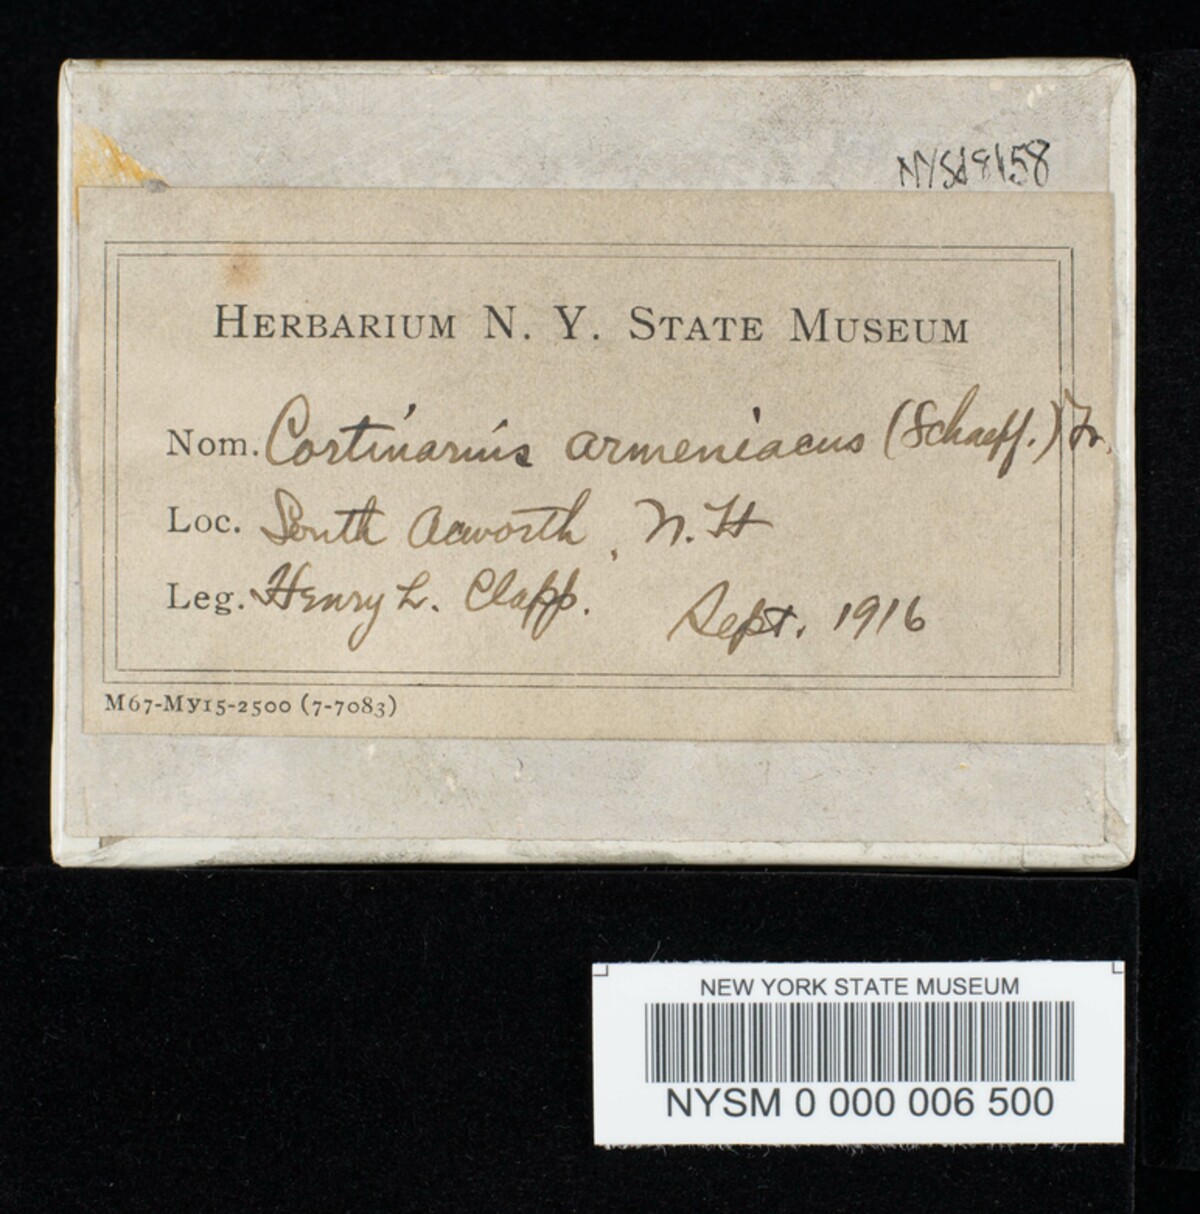 NYSd8158
HERBARIUM N. Y. STATE MUSEUM
Nom. Cortinarius armeniacus (Schaeff.) Fr.
Loc. South Acworth, N.H
Leg. Henry L. Clapp. Sept. 1916
M67-My15-2500 (7-7083)
NEW YORK STATE MUSEUM
NYSM 0 000 006 500